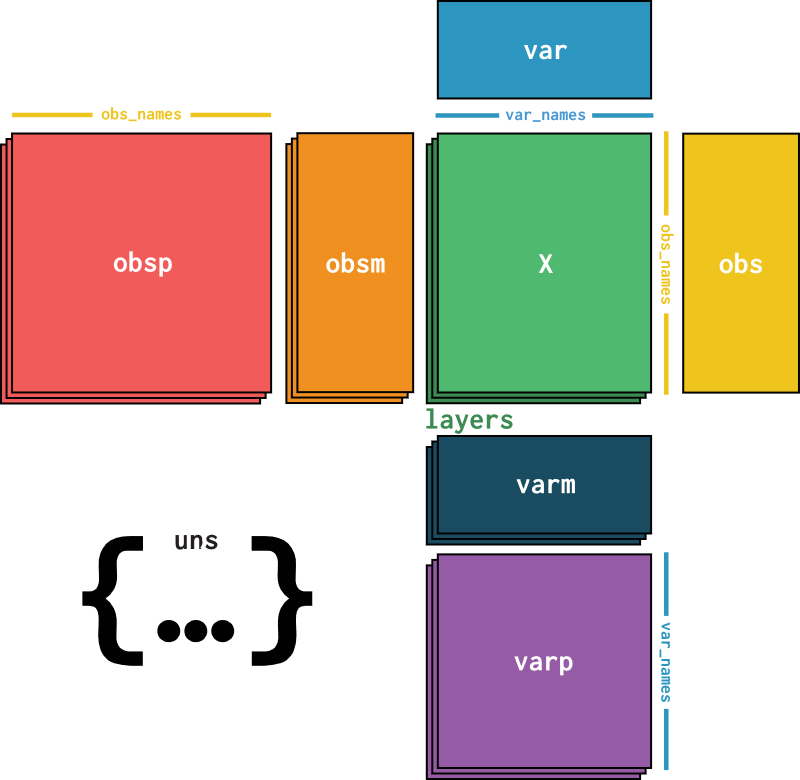 var
obs_names
var_names
obsp
obsm
X
obs_names
obs
layers
varm
uns
varp
var_names